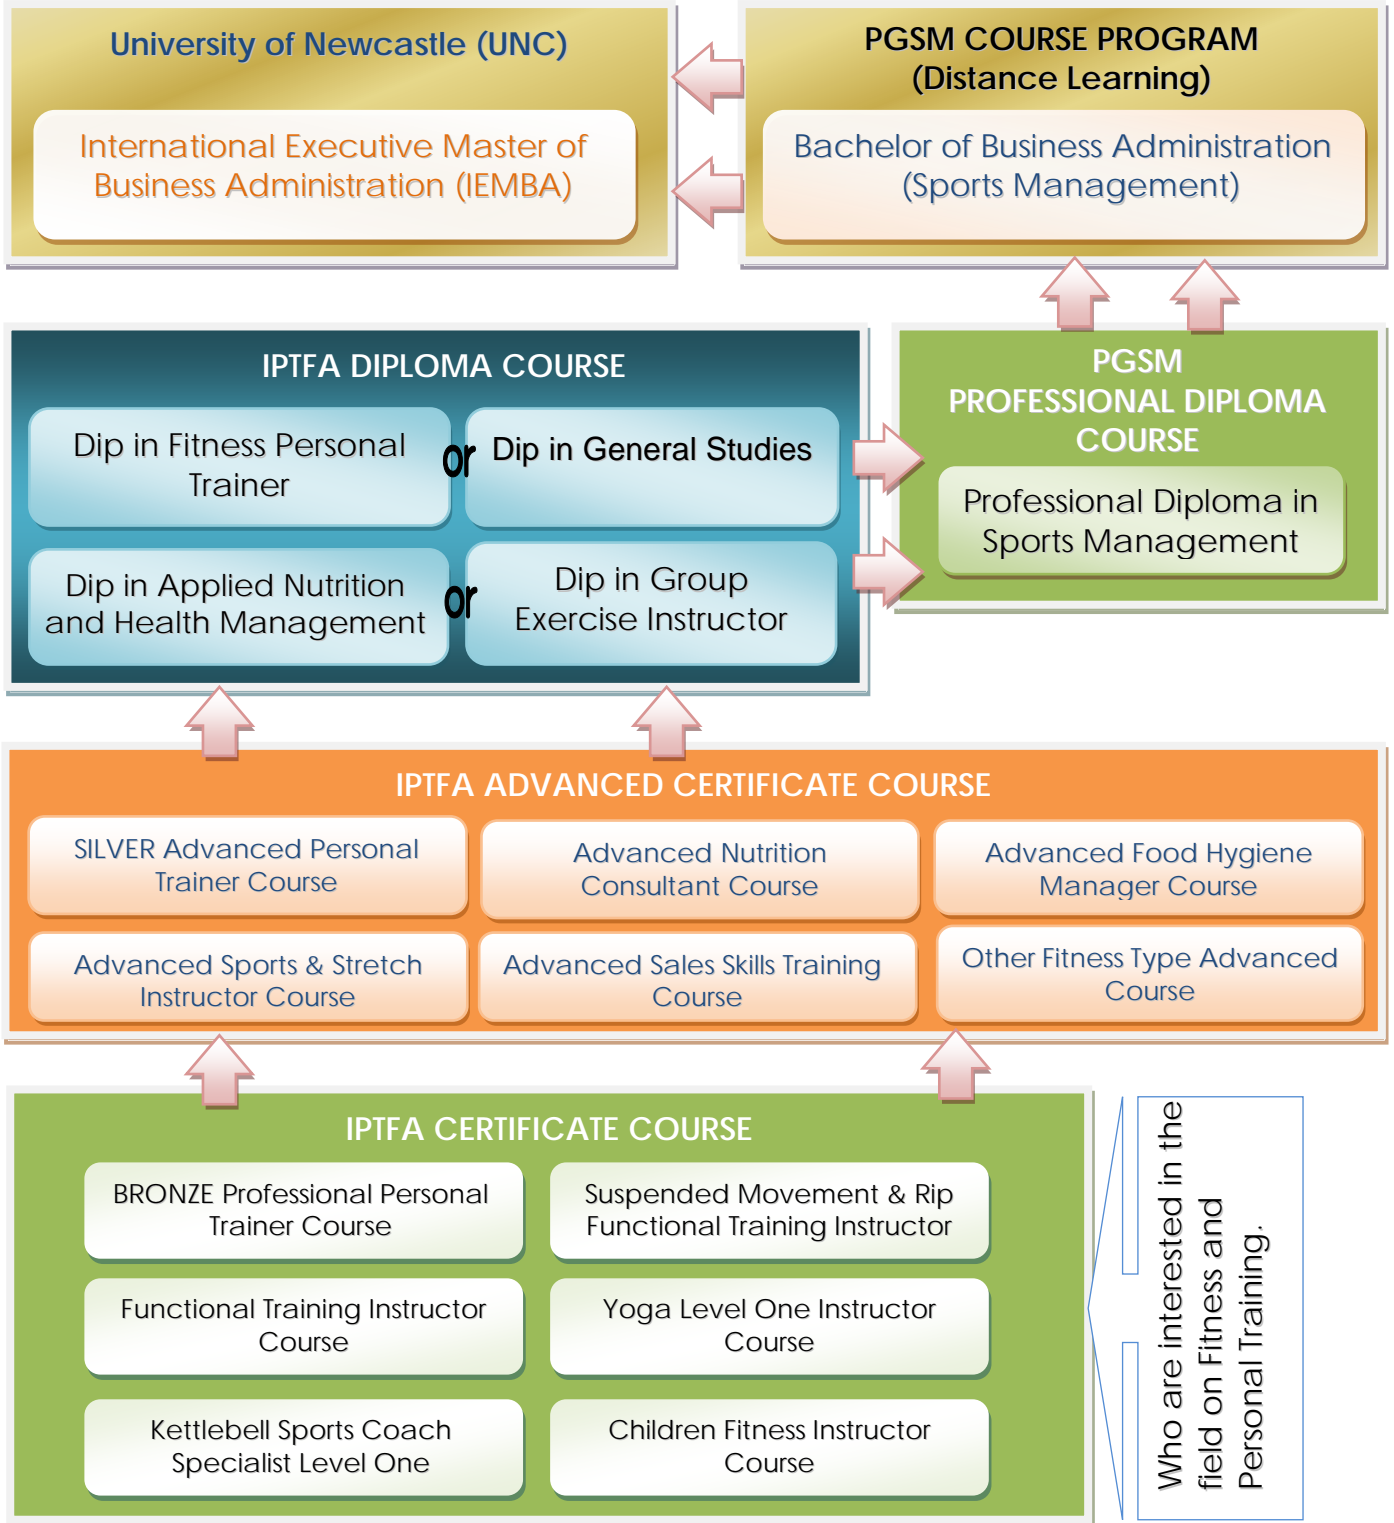 University of Newcastle (UNC)
International Executive Master of
Business Administration (IEMBA)
PGSM COURSE PROGRAM
(Distance Learning)
Bachelor of Business Administration
(Sports Management)
IPTFA DIPLOMA COURSE
Dip in Fitness Personal
Trainer
or
Dip in General Studies
Dip in Applied Nutrition
and Health Management
or
Dip in Group
Exercise Instructor
PGSM
PROFESSIONAL DIPLOMA
COURSE
Professional Diploma in
Sports Management
IPTFA ADVANCED CERTIFICATE COURSE
SILVER Advanced Personal
Trainer Course
Advanced Nutrition
Consultant Course
Advanced Food Hygiene
Manager Course
Advanced Sports & Stretch
Instructor Course
Advanced Sales Skills Training
Course
Other Fitness Type Advanced
Course
IPTFA CERTIFICATE COURSE
BRONZE Professional Personal
Trainer Course
Suspended Movement & Rip
Functional Training Instructor
Functional Training Instructor
Course
Yoga Level One Instructor
Course
Kettlebell Sports Coach
Specialist Level One
Children Fitness Instructor
Course
Who are interested in the
field on Fitness and
Personal Training.